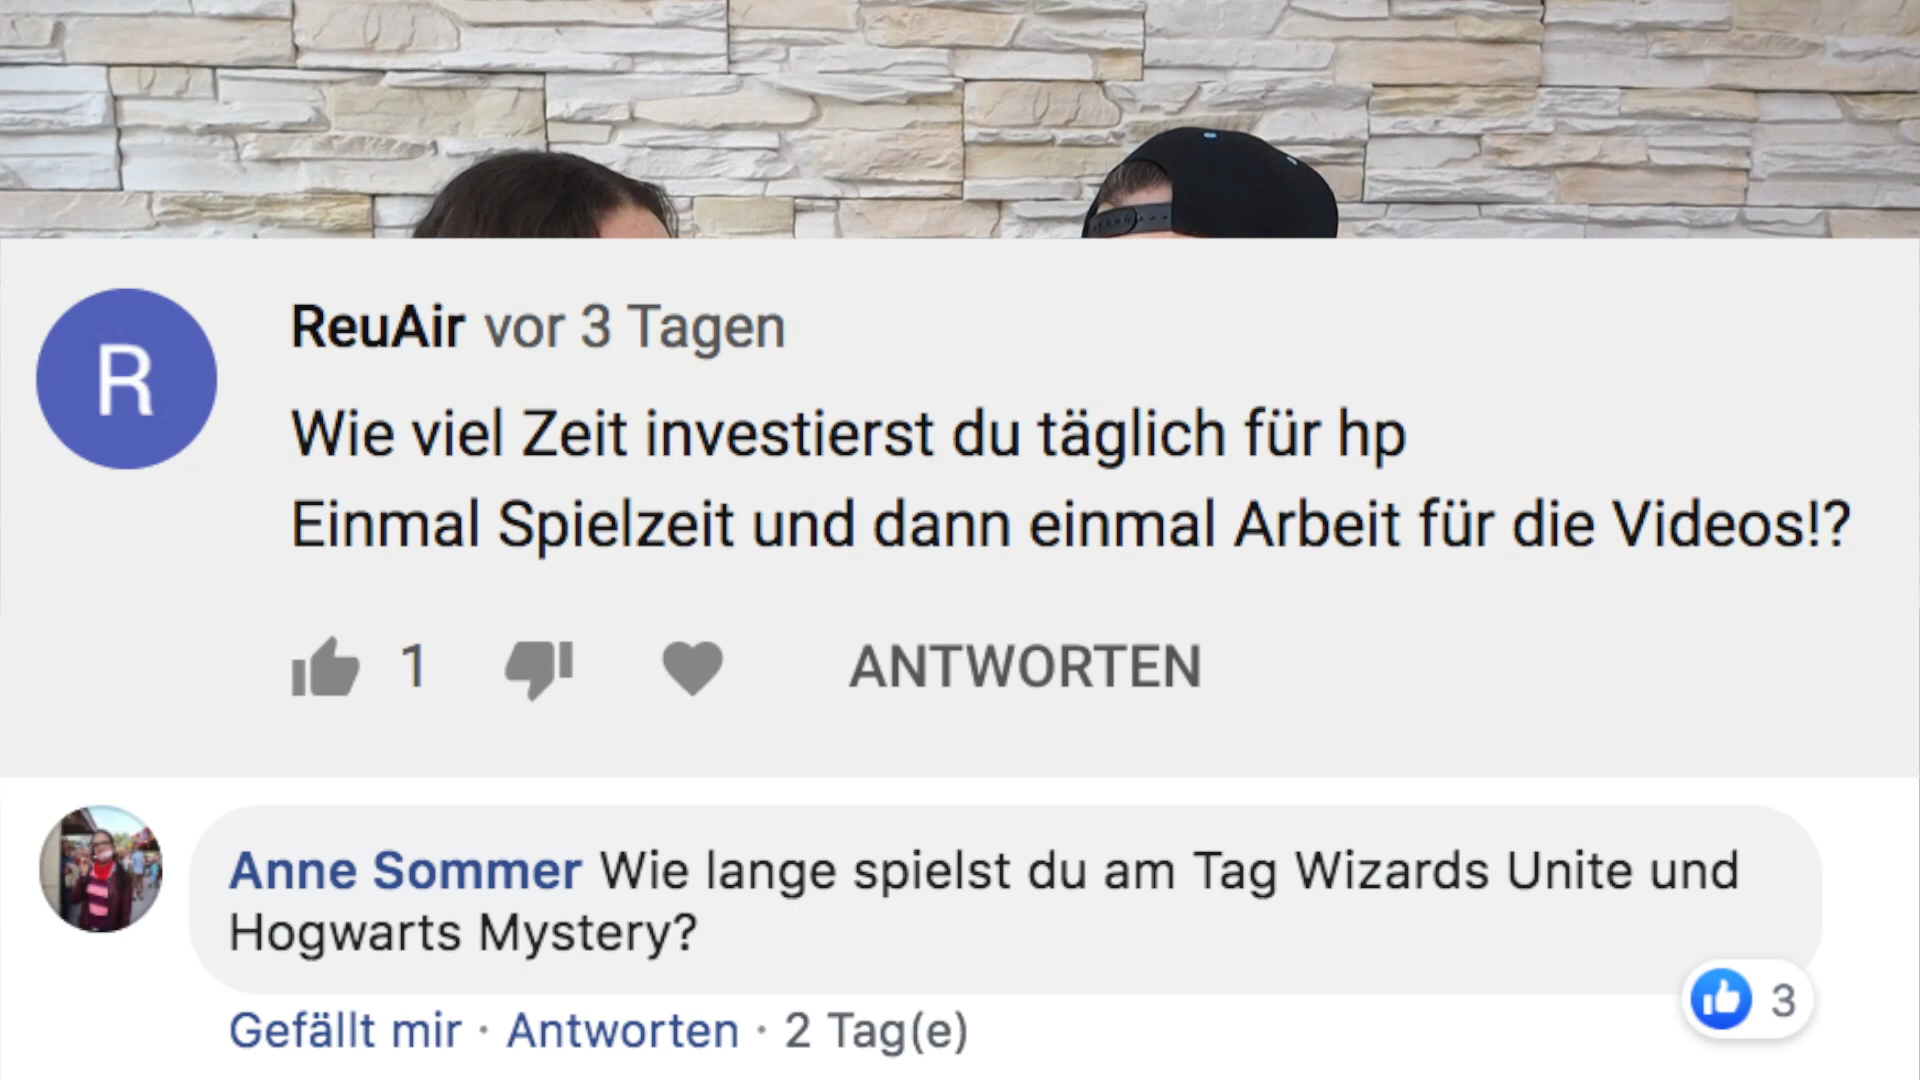 R
ReuAir vor 3 Tagen
Wie viel Zeit investierst du täglich für hp
Einmal Spielzeit und dann einmal Arbeit für die Videos!?
1 ANTWORTEN
Anne Sommer Wie lange spielst du am Tag Wizards Unite und
Hogwarts Mystery?
3
Gefällt mir · Antworten · 2 Tag(e)